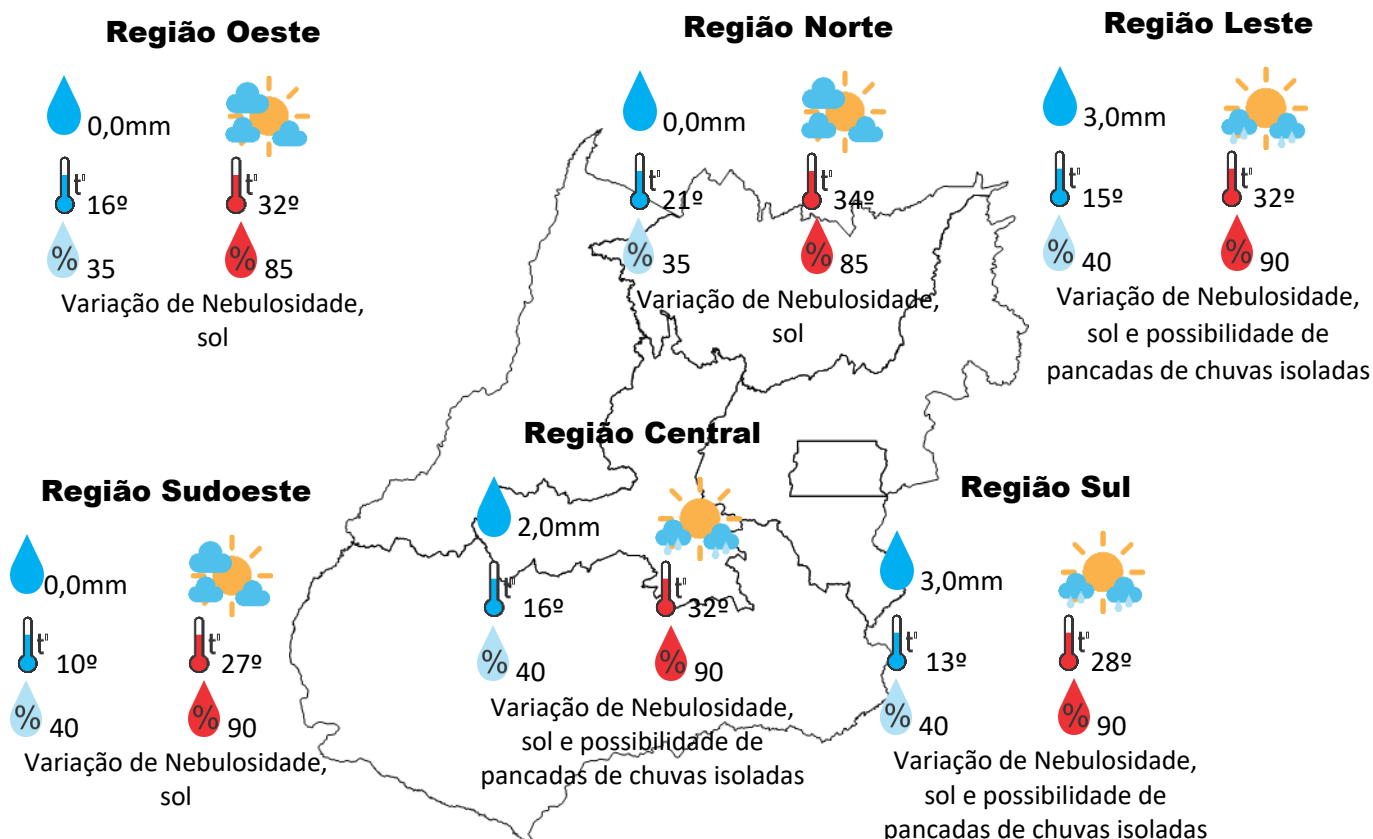 Região Oeste
0,0mm
t°
16º
t°
32º
%
35
%
85
Variação de Nebulosidade,
sol
Região Norte
0,0mm
t°
21º
t°
34º
%
35
%
85
Variação de Nebulosidade,
sol
Região Leste
3,0mm
t°
15º
t°
32º
%
40
%
90
Variação de Nebulosidade,
sol e possibilidade de
pancadas de chuvas isoladas
Região Sudoeste
0,0mm
t°
10º
t°
27º
%
40
%
90
Variação de Nebulosidade,
sol
Região Central
2,0mm
t°
16º
t°
32º
%
40
%
90
Variação de Nebulosidade,
sol e possibilidade de
pancadas de chuvas isoladas
Região Sul
3,0mm
t°
13º
t°
28º
%
40
%
90
Variação de Nebulosidade,
sol e possibilidade de
pancadas de chuvas isoladas